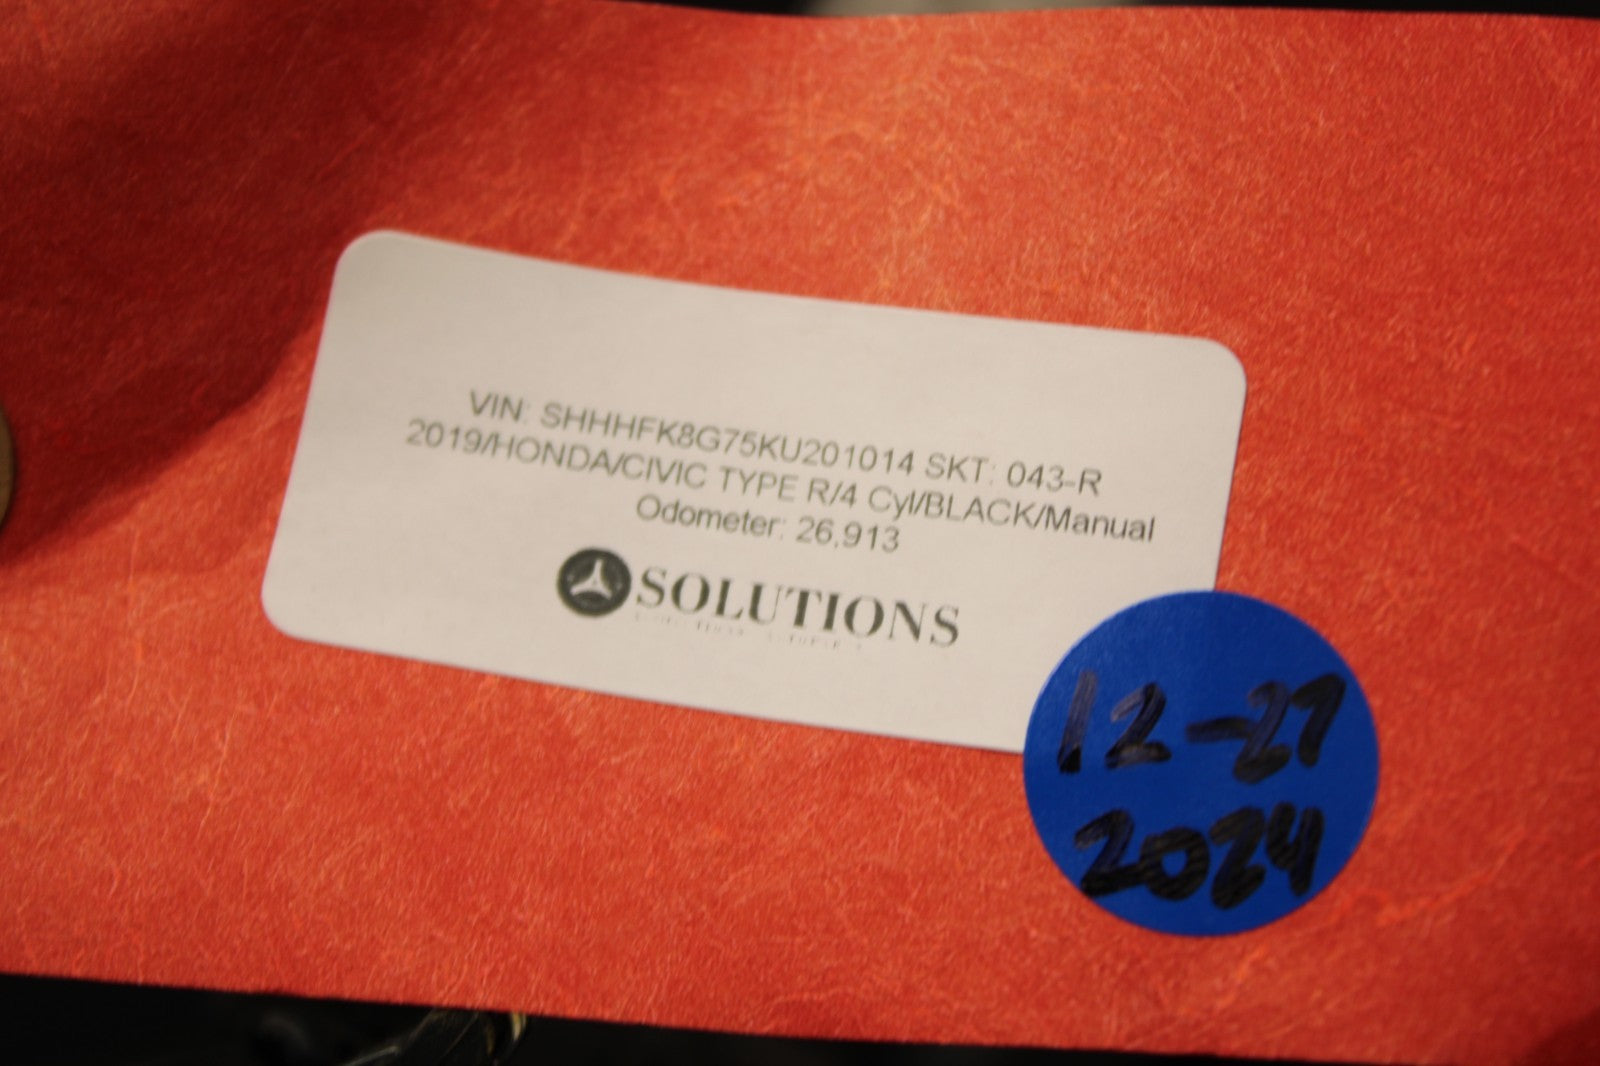 VIN: SHHHFK8G75KU201014 SKT: 043-R
2019/HONDA/CIVIC TYPE R/4 Cyl/BLACK/Manual
Odometer: 26,913
SOLUTIONS
12-27
2024